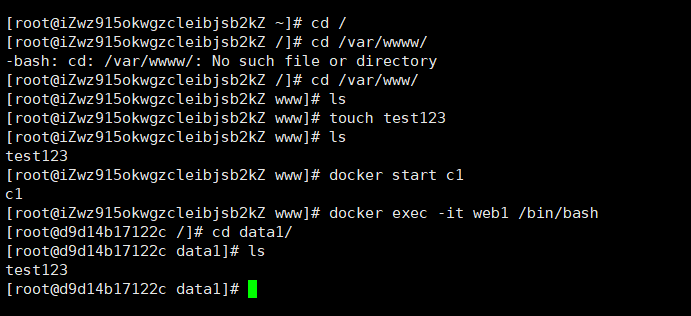 [root@iZwz915okwgzcleibjsb2kZ ~]# cd /
[root@iZwz915okwgzcleibjsb2kZ /]# cd /var/wwww/
-bash: cd: /var/wwww/: No such file or directory
[root@iZwz915okwgzcleibjsb2kZ /]# cd /var/www/
[root@iZwz915okwgzcleibjsb2kZ www]# ls
[root@iZwz915okwgzcleibjsb2kZ www]# touch test123
[root@iZwz915okwgzcleibjsb2kZ www]# ls
test123
[root@iZwz915okwgzcleibjsb2kZ www]# docker start c1
c1
[root@iZwz915okwgzcleibjsb2kZ www]# docker exec -it web1 /bin/bash
[root@d9d14b17122c /]# cd data1/
[root@d9d14b17122c data1]# ls
test123
[root@d9d14b17122c data1]#